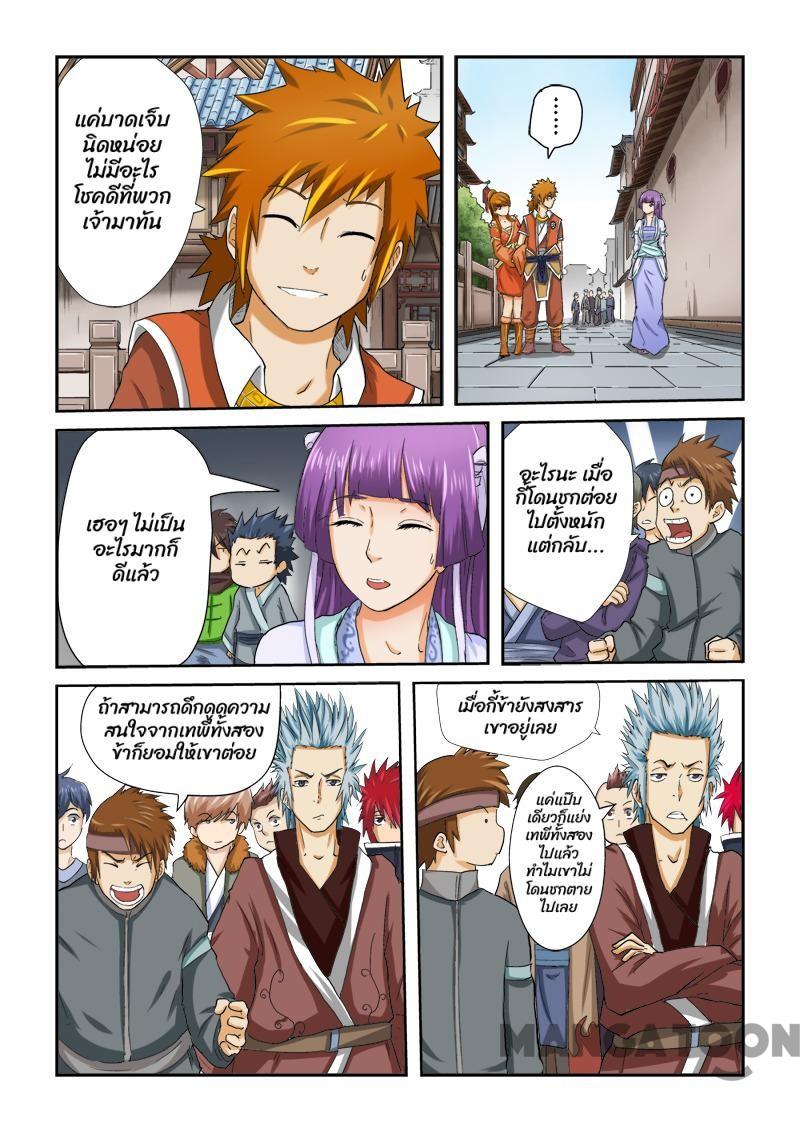 แค่บาดเจ็บ
นิดหน่อย
ไม่มีอะไร
โชคดีที่พวก
เจ้ามาทัน
......
เฮอๆ ไม่เป็น
อะไรมากก็
ดีแล้ว
อะไรนะ เมื่อ
กี้โดนชกต่อย
ไปตั้งหนัก
แต่กลับ...
ถ้าสามารถดึกดูดความ
สนใจจากเทพีทั้งสอง
ข้าก็ยอมให้เขาต่อย
เมื่อกี้ข้ายังสงสาร
เขาอยู่เลย
แค่แป๊บ
เดียวก็แย่ง
เทพีทั้งสอง
ไปแล้ว
ทำไมเขาไม่
โดนชกตาย
ไปเลย
MANGATOON